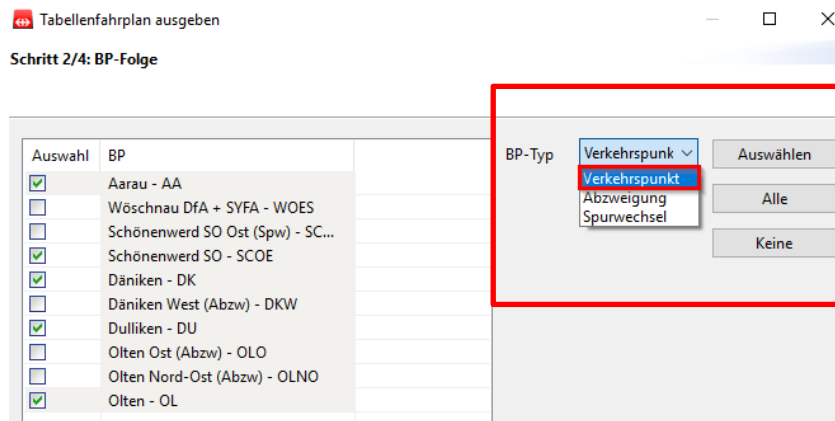 Tabellenfahrplan ausgeben
Schritt 2/4: BP-Folge
Auswahl BP
Aarau - AA
Wöschnau DfA + SYFA - WOES
Schönenwerd SO Ost (Spw) - SC...
Schönenwerd SO - SCOE
Däniken - DK
Däniken West (Abzw) - DKW
Dulliken - DU
Olten Ost (Abzw) - OLO
Olten Nord-Ost (Abzw) - OLNO
Olten - OL
BP-Typ Verkehrspunk Auswählen
Verkehrspunkt
Abzweigung
Spurwechsel
Alle
Keine